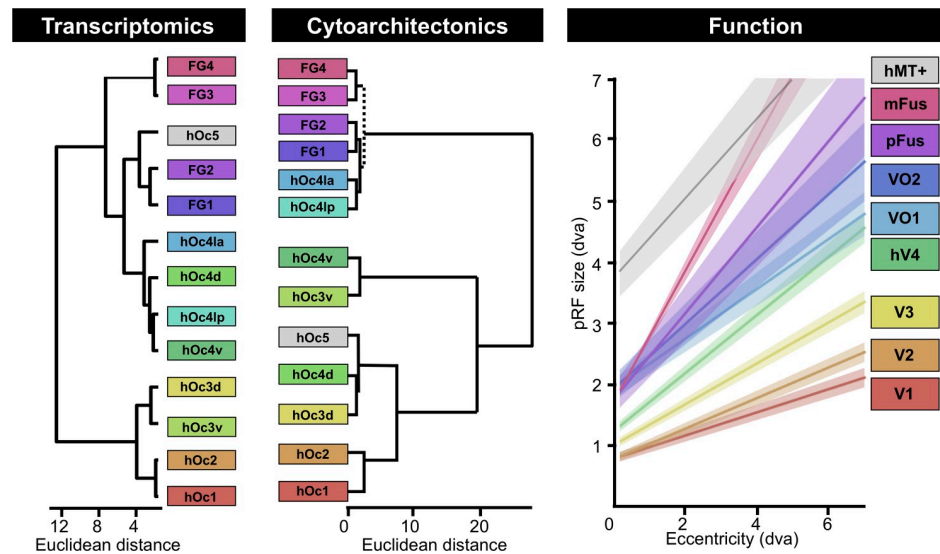 Transcriptomics
FG4
FG3
hOc5
FG2
FG1
hOc4la
hOc4d
hOc4lp
hOc4v
hOc3d
hOc3v
hOc2
hOc1
12 8 4
Euclidean distance
Cytoarchitectonics
FG4
FG3
FG2
FG1
hOc4la
hOc4lp
hOc4v
hOc3v
hOc5
hOc4d
hOc3d
hOc2
hOc1
0 10 20
Euclidean distance
Function
pRF size (dva)
7
6
5
4
3
2
1
0 2 4 6
Eccentricity (dva)
hMT+
mFus
pFus
VO2
VO1
hV4
V3
V2
V1